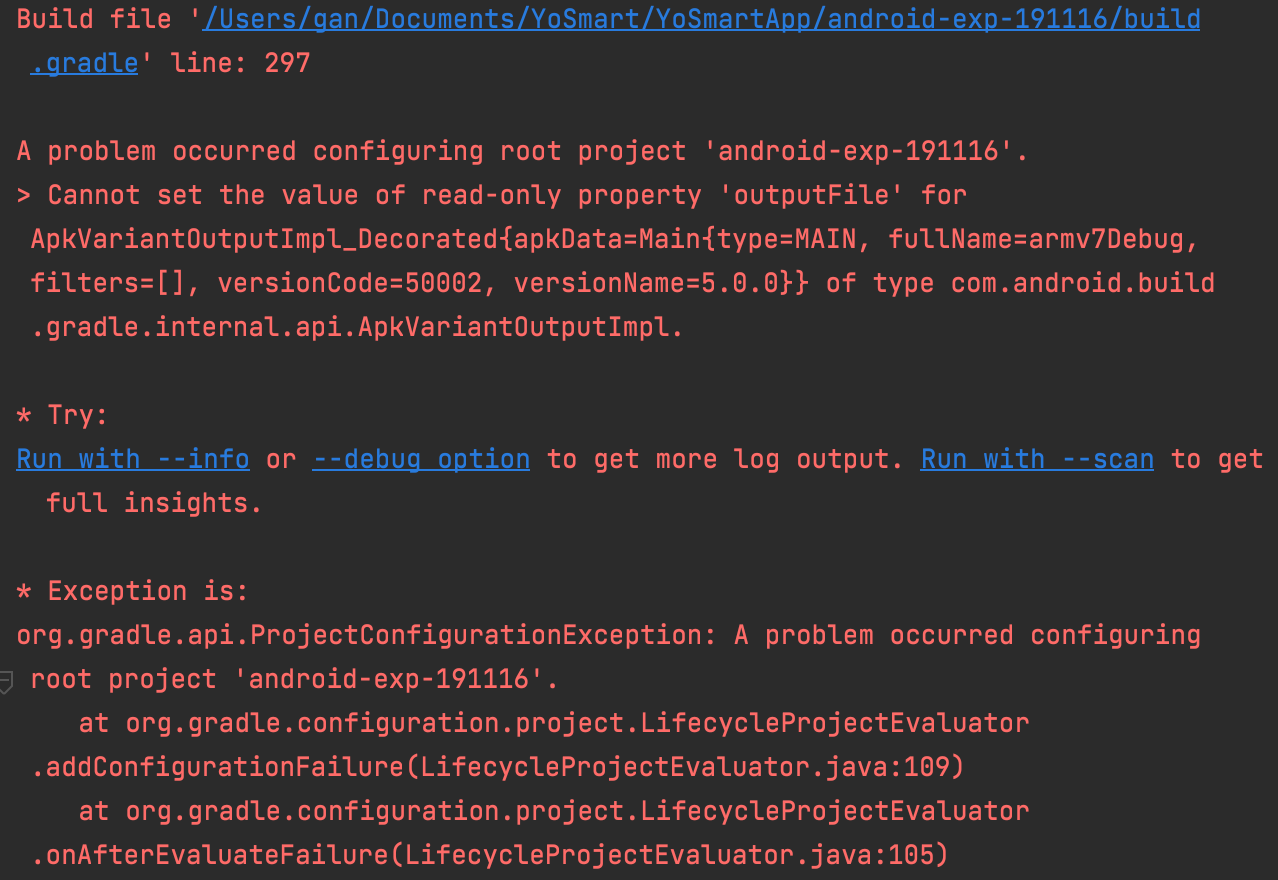 Build file '/Users/gan/Documents/YoSmart/YoSmartApp/android-exp-191116/build
.gradle' line: 297
A problem occurred configuring root project 'android-exp-191116'.
> Cannot set the value of read-only property 'outputFile' for
ApkVariantOutputImpl_Decorated{apkData=Main{type=MAIN, fullName=armv7Debug,
filters=[], versionCode=50002, versionName=5.0.0}} of type com.android.build
.gradle.internal.api.ApkVariantOutputImpl.
* Try:
Run with --info or --debug option to get more log output. Run with --scan to get
full insights.
* Exception is:
org.gradle.api.ProjectConfigurationException: A problem occurred configuring
root project 'android-exp-191116'.
at org.gradle.configuration.project.LifecycleProjectEvaluator
.addConfigurationFailure(LifecycleProjectEvaluator.java:109)
at org.gradle.configuration.project.LifecycleProjectEvaluator
.onAfterEvaluateFailure(LifecycleProjectEvaluator.java:105)